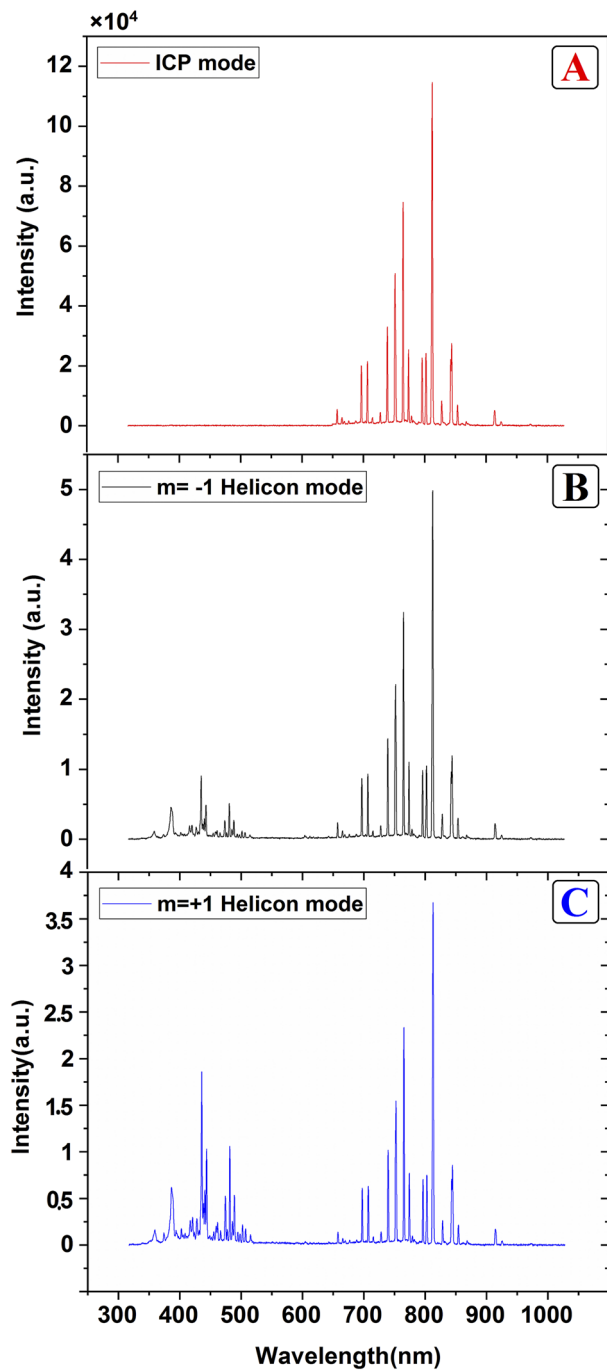 ×10⁴
ICP mode
A
12
10
8
6
4
2
0
Intensity (a.u.)
m= -1 Helicon mode
B
5
4
3
2
1
0
Intensity (a.u.)
m=+1 Helicon mode
C
4
3.5
3
2.5
2
1.5
1
0,5
0
Intensity(a.u.)
300 400 500 600 700 800 900 1000
Wavelength(nm)